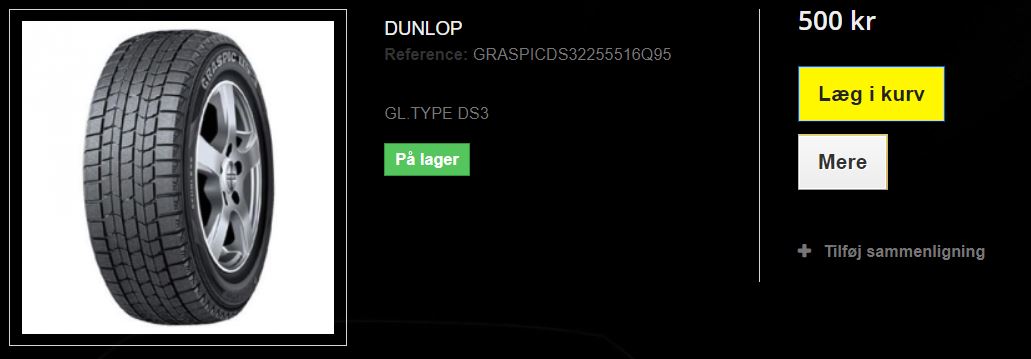 DUNLOP
Reference: GRASPICDS32255516Q95
GL.TYPE DS3
På lager
500 kr
Læg i kurv
Mere
Tilføj sammenligning
GRASPIC